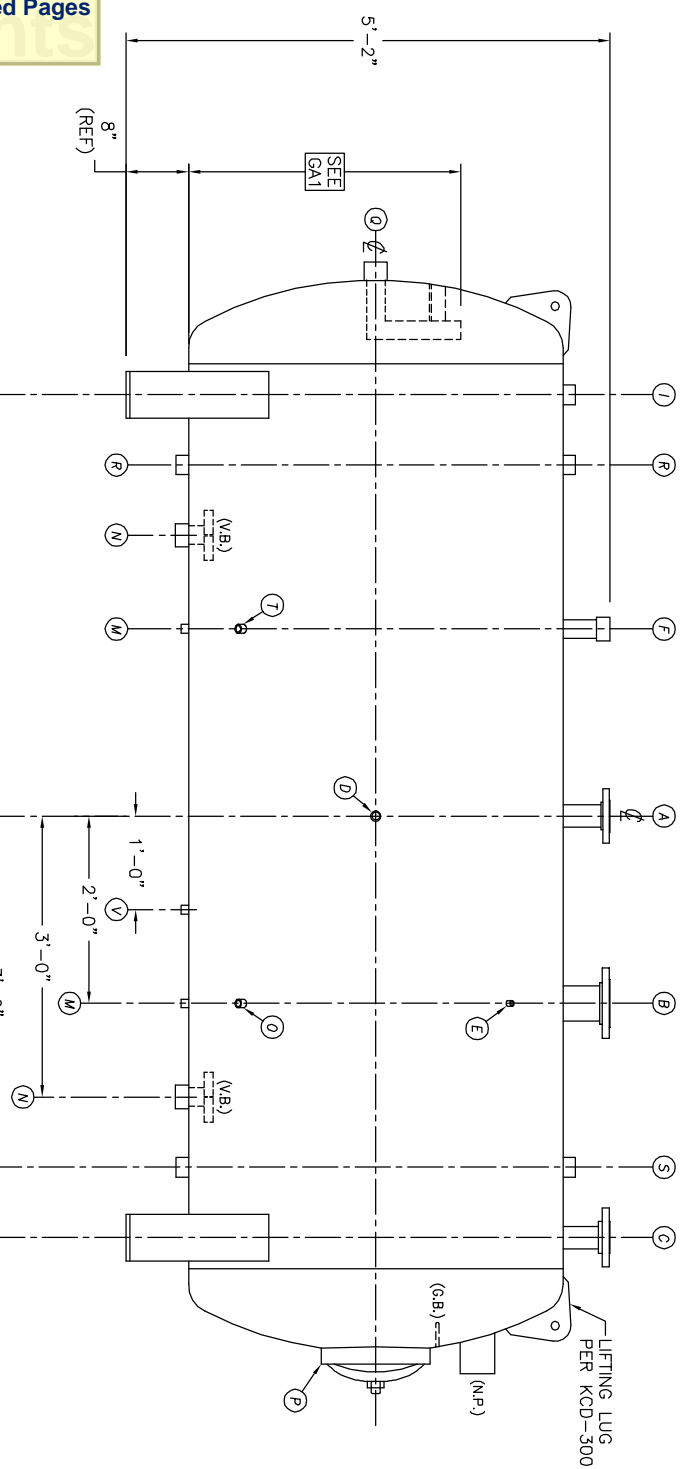 ed Pages
nts
5'-2"
8"
(REF)
SEE
GA1
Q
℄
I
R
R
N
(V.B.)
M
T
F
D
A
℄
1'-0"
V
2'-0"
3'-0"
M
O
E
B
N
(V.B.)
S
C
(G.B.)
(N.P.)
P
LIFTING LUG
PER KCD-300